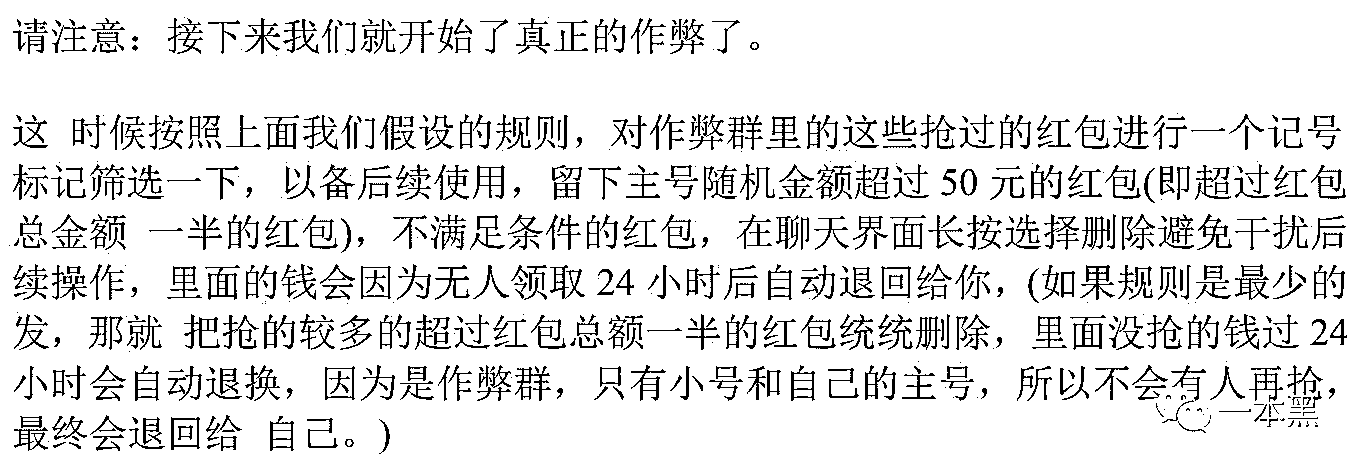 请注意：接下来我们就开始了真正的作弊了。
这 时候按照上面我们假设的规则，对作弊群里的这些抢过的红包进行一个记号
标记筛选一下，以备后续使用，留下主号随机金额超过 50 元的红包(即超过红包
总金额 一半的红包)，不满足条件的红包，在聊天界面长按选择删除避免干扰后
续操作，里面的钱会因为无人领取 24 小时后自动退回给你，(如果规则是最少的
发，那就 把抢的较多的超过红包总额一半的红包统统删除，里面没抢的钱过 24
小时会自动退换，因为是作弊群，只有小号和自己的主号，所以不会有人再抢，
最终会退回给 自己。)
一本黑